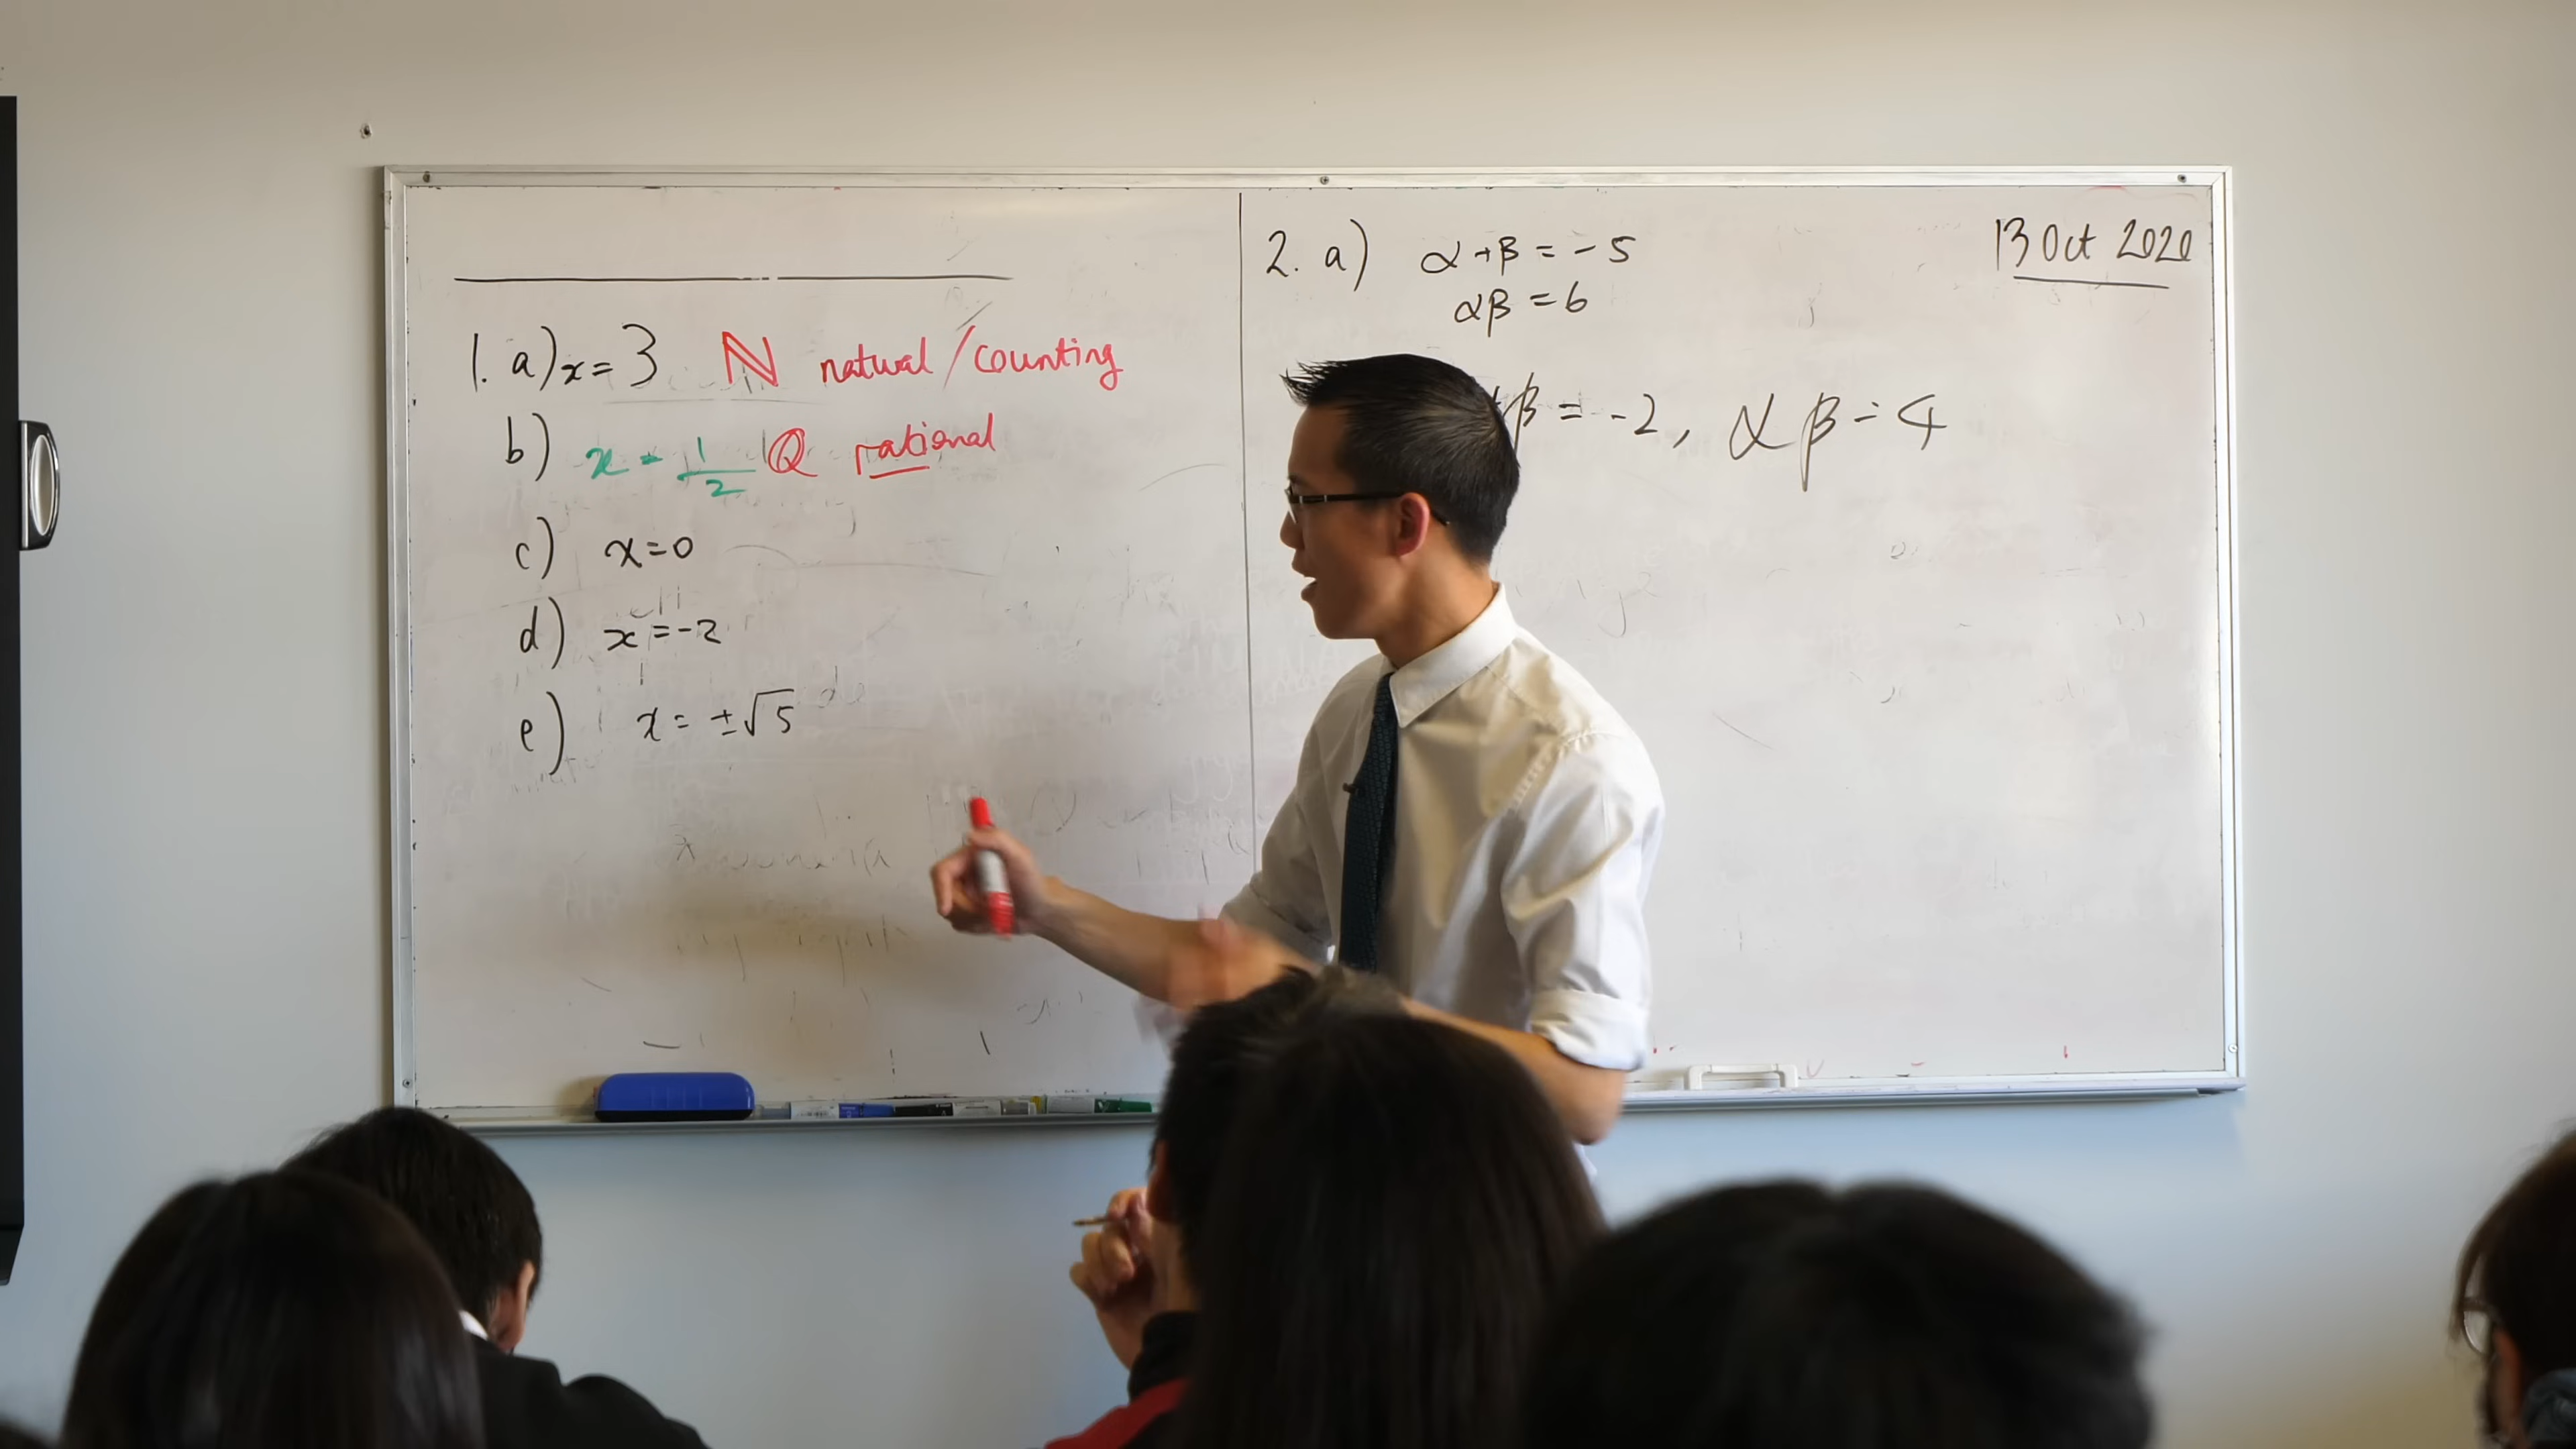 1. a) x = 3 ℕ natural/counting
b) x = 1/2 ℚ rational
c) x = 0
d) x = -2
e) x = ±√5
2. a) α + β = -5
αβ = 6
β = -2, αβ = 4
13 Oct 2020